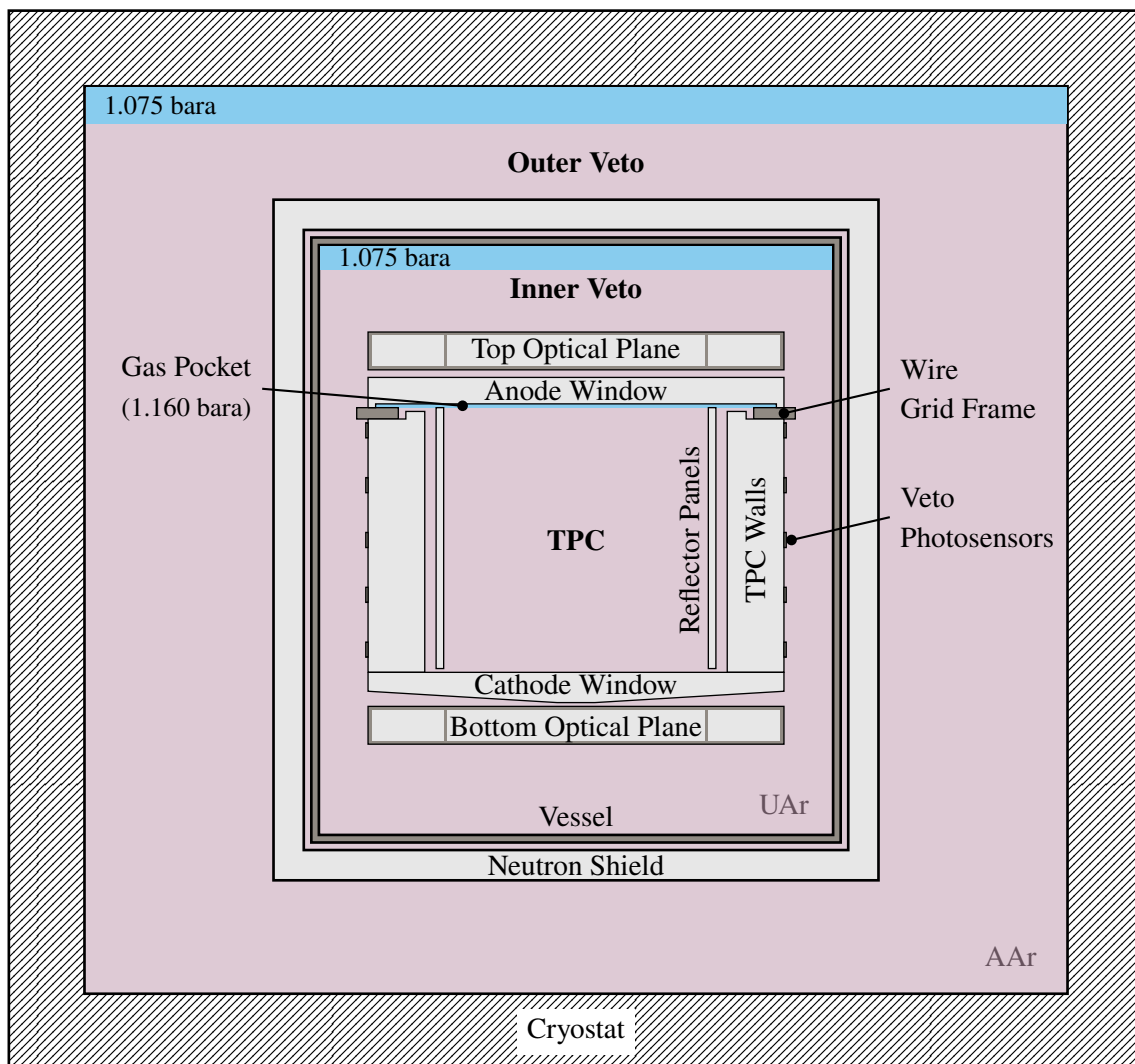 1.075 bara
Outer Veto
1.075 bara
Inner Veto
Top Optical Plane
Gas Pocket
(1.160 bara)
Anode Window
Wire
Grid Frame
Reflector Panels
TPC Walls
Veto
Photosensors
TPC
Cathode Window
Bottom Optical Plane
UAr
Vessel
Neutron Shield
AAr
Cryostat